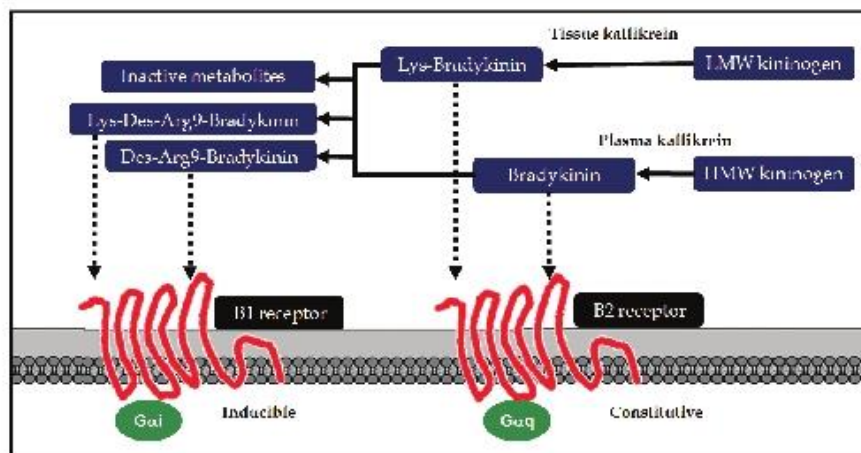 Tissue kallikrein
Inactive metabolites
Lys-Bradykinin
LMW kininogen
Lys-Des-Arg9-Bradykinin
Plasma kallikrein
Des-Arg9-Bradykinin
Bradykinin
HMW kininogen
B1 receptor
B2 receptor
Gαi
Inducible
Gαq
Constitutive